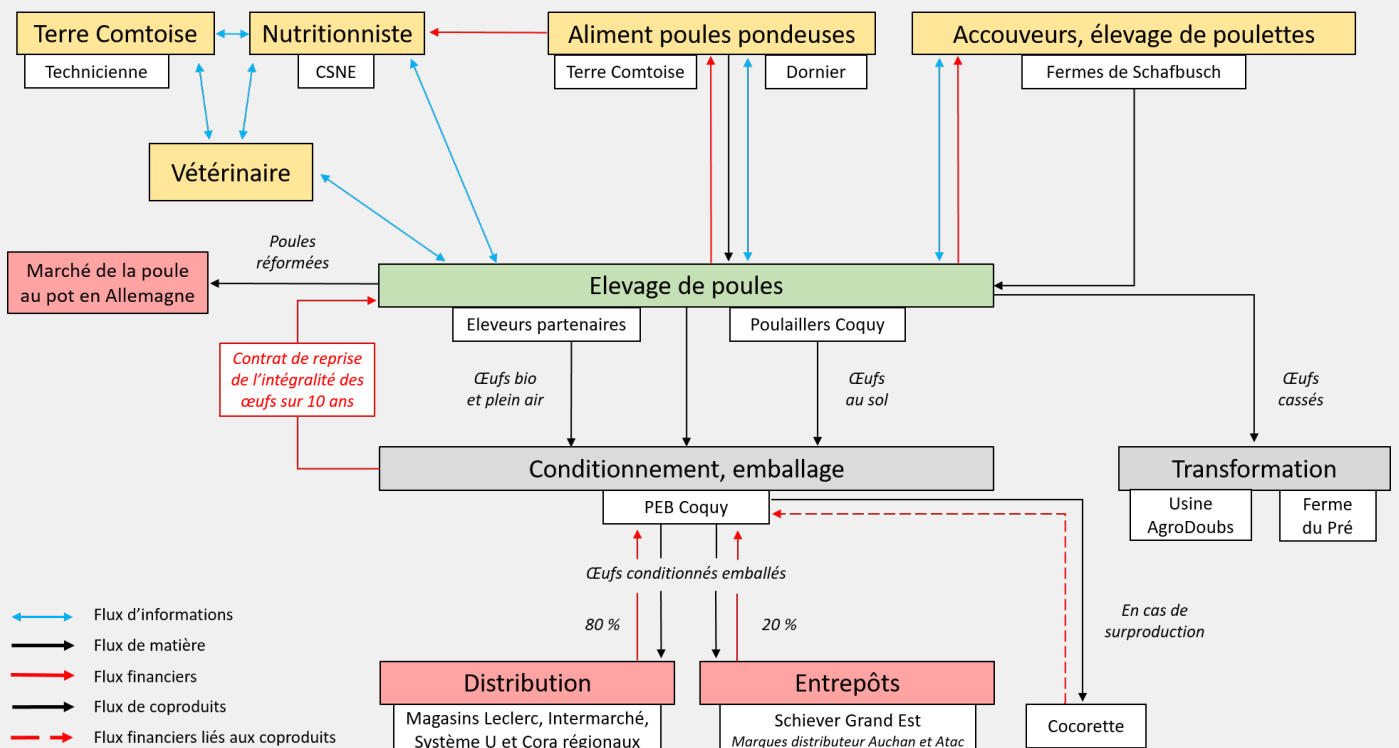 Terre Comtoise
Technicienne
Nutritionniste
CSNE
Aliment poules pondeuses
Terre Comtoise
Dornier
Accouveurs, élevage de poulettes
Fermes de Schafbusch
Vétérinaire
Poules
réformées
Marché de la poule
au pot en Allemagne
Elevage de poules
Eleveurs partenaires
Poulaillers Coquy
Contrat de reprise
de l'intégralité des
œufs sur 10 ans
Œufs bio
et plein air
Œufs
au sol
Œufs
cassés
Conditionnement, emballage
PEB Coquy
Transformation
Usine
AgroDoubs
Ferme
du Pré
Œufs conditionnés emballés
80 %
20 %
En cas de
surproduction
Distribution
Magasins Leclerc, Intermarché,
Système U et Cora régionaux
Entrepôts
Schiever Grand Est
Marques distributeur Auchan et Atac
Cocorette
Flux d'informations
Flux de matière
Flux financiers
Flux de coproduits
Flux financiers liés aux coproduits